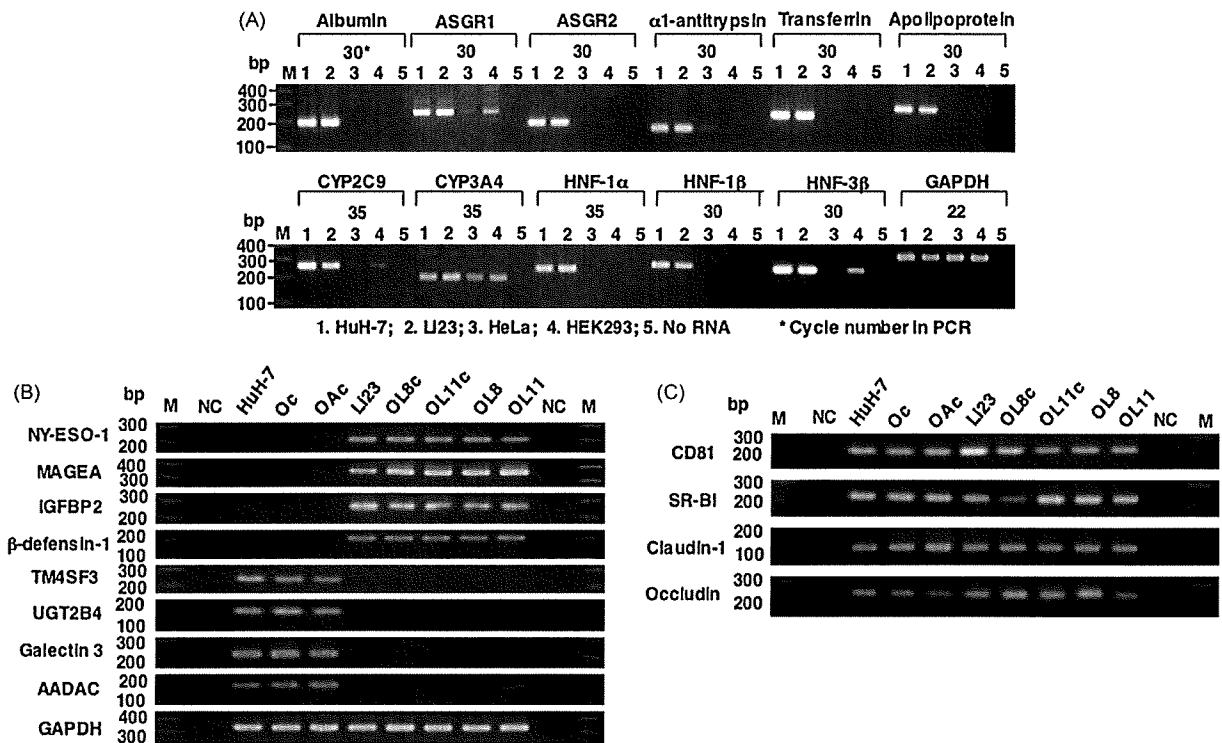 (A)
Albumin ASGR1 ASGR2 α1-antitrypsin Transferrin Apolipoprotein
30* 30 30 30 30 30
bp M 1 2 3 4 5 1 2 3 4 5 1 2 3 4 5 1 2 3 4 5 1 2 3 4 5 1 2 3 4 5
400
300
200
100
CYP2C9 CYP3A4 HNF-1α HNF-1β HNF-3β GAPDH
35 35 35 30 30 22
bp M 1 2 3 4 5 1 2 3 4 5 1 2 3 4 5 1 2 3 4 5 1 2 3 4 5 1 2 3 4 5
400
300
200
100
1. HuH-7; 2. Li23; 3. HeLa; 4. HEK293; 5. No RNA * Cycle number in PCR
(B)
bp M NC HuH-7 Oc OAc Li23 OL8c OL11c OL8 OL11 NC M
NY-ESO-1 300 200
MAGEA 400 300
IGFBP2 300 200
β-defensin-1 200 100
TM4SF3 300 200
UGT2B4 200 100
Galectin 3 300 200
AADAC 200 100
GAPDH 400 300
(C)
bp M NC HuH-7 Oc OAc Li23 OL8c OL11c OL8 OL11 NC M
CD81 300 200
SR-BI 300 200
Claudin-1 200 100
Occludin 300 200